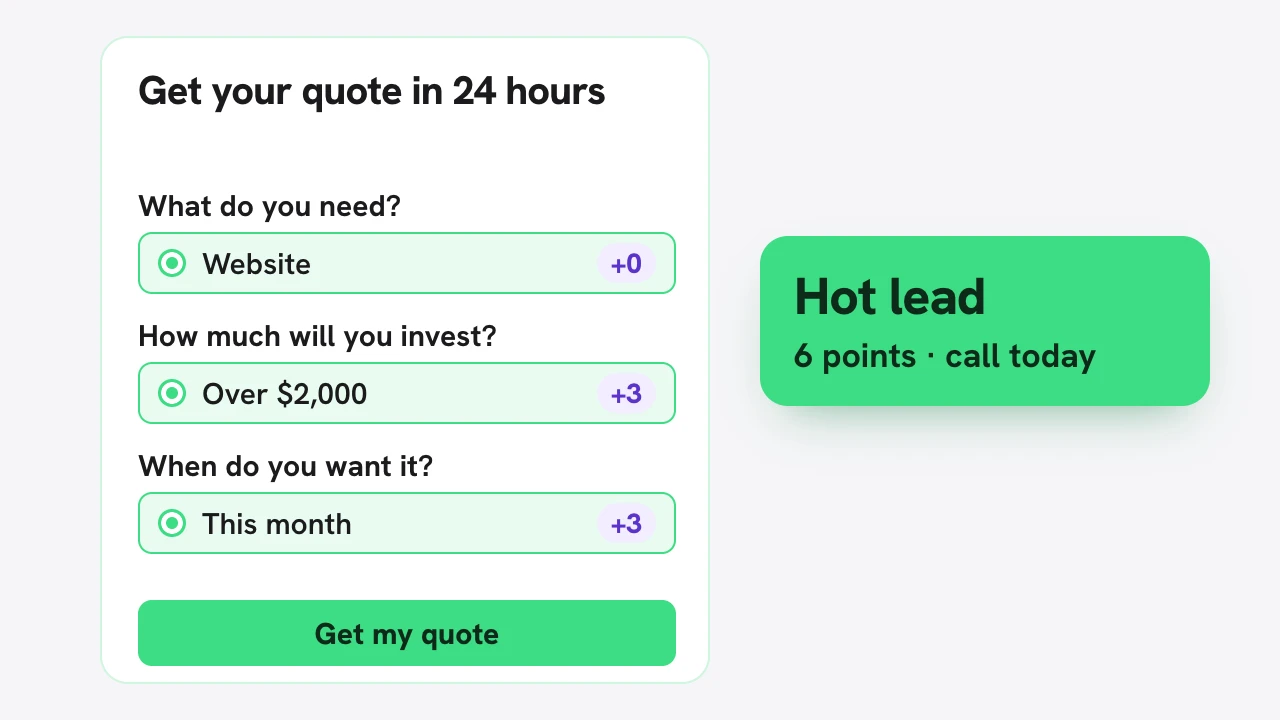 Get your quote in 24 hours
What do you need?
Website +0
How much will you invest?
Over $2,000 +3
When do you want it?
This month +3
Get my quote
Hot lead
6 points · call today